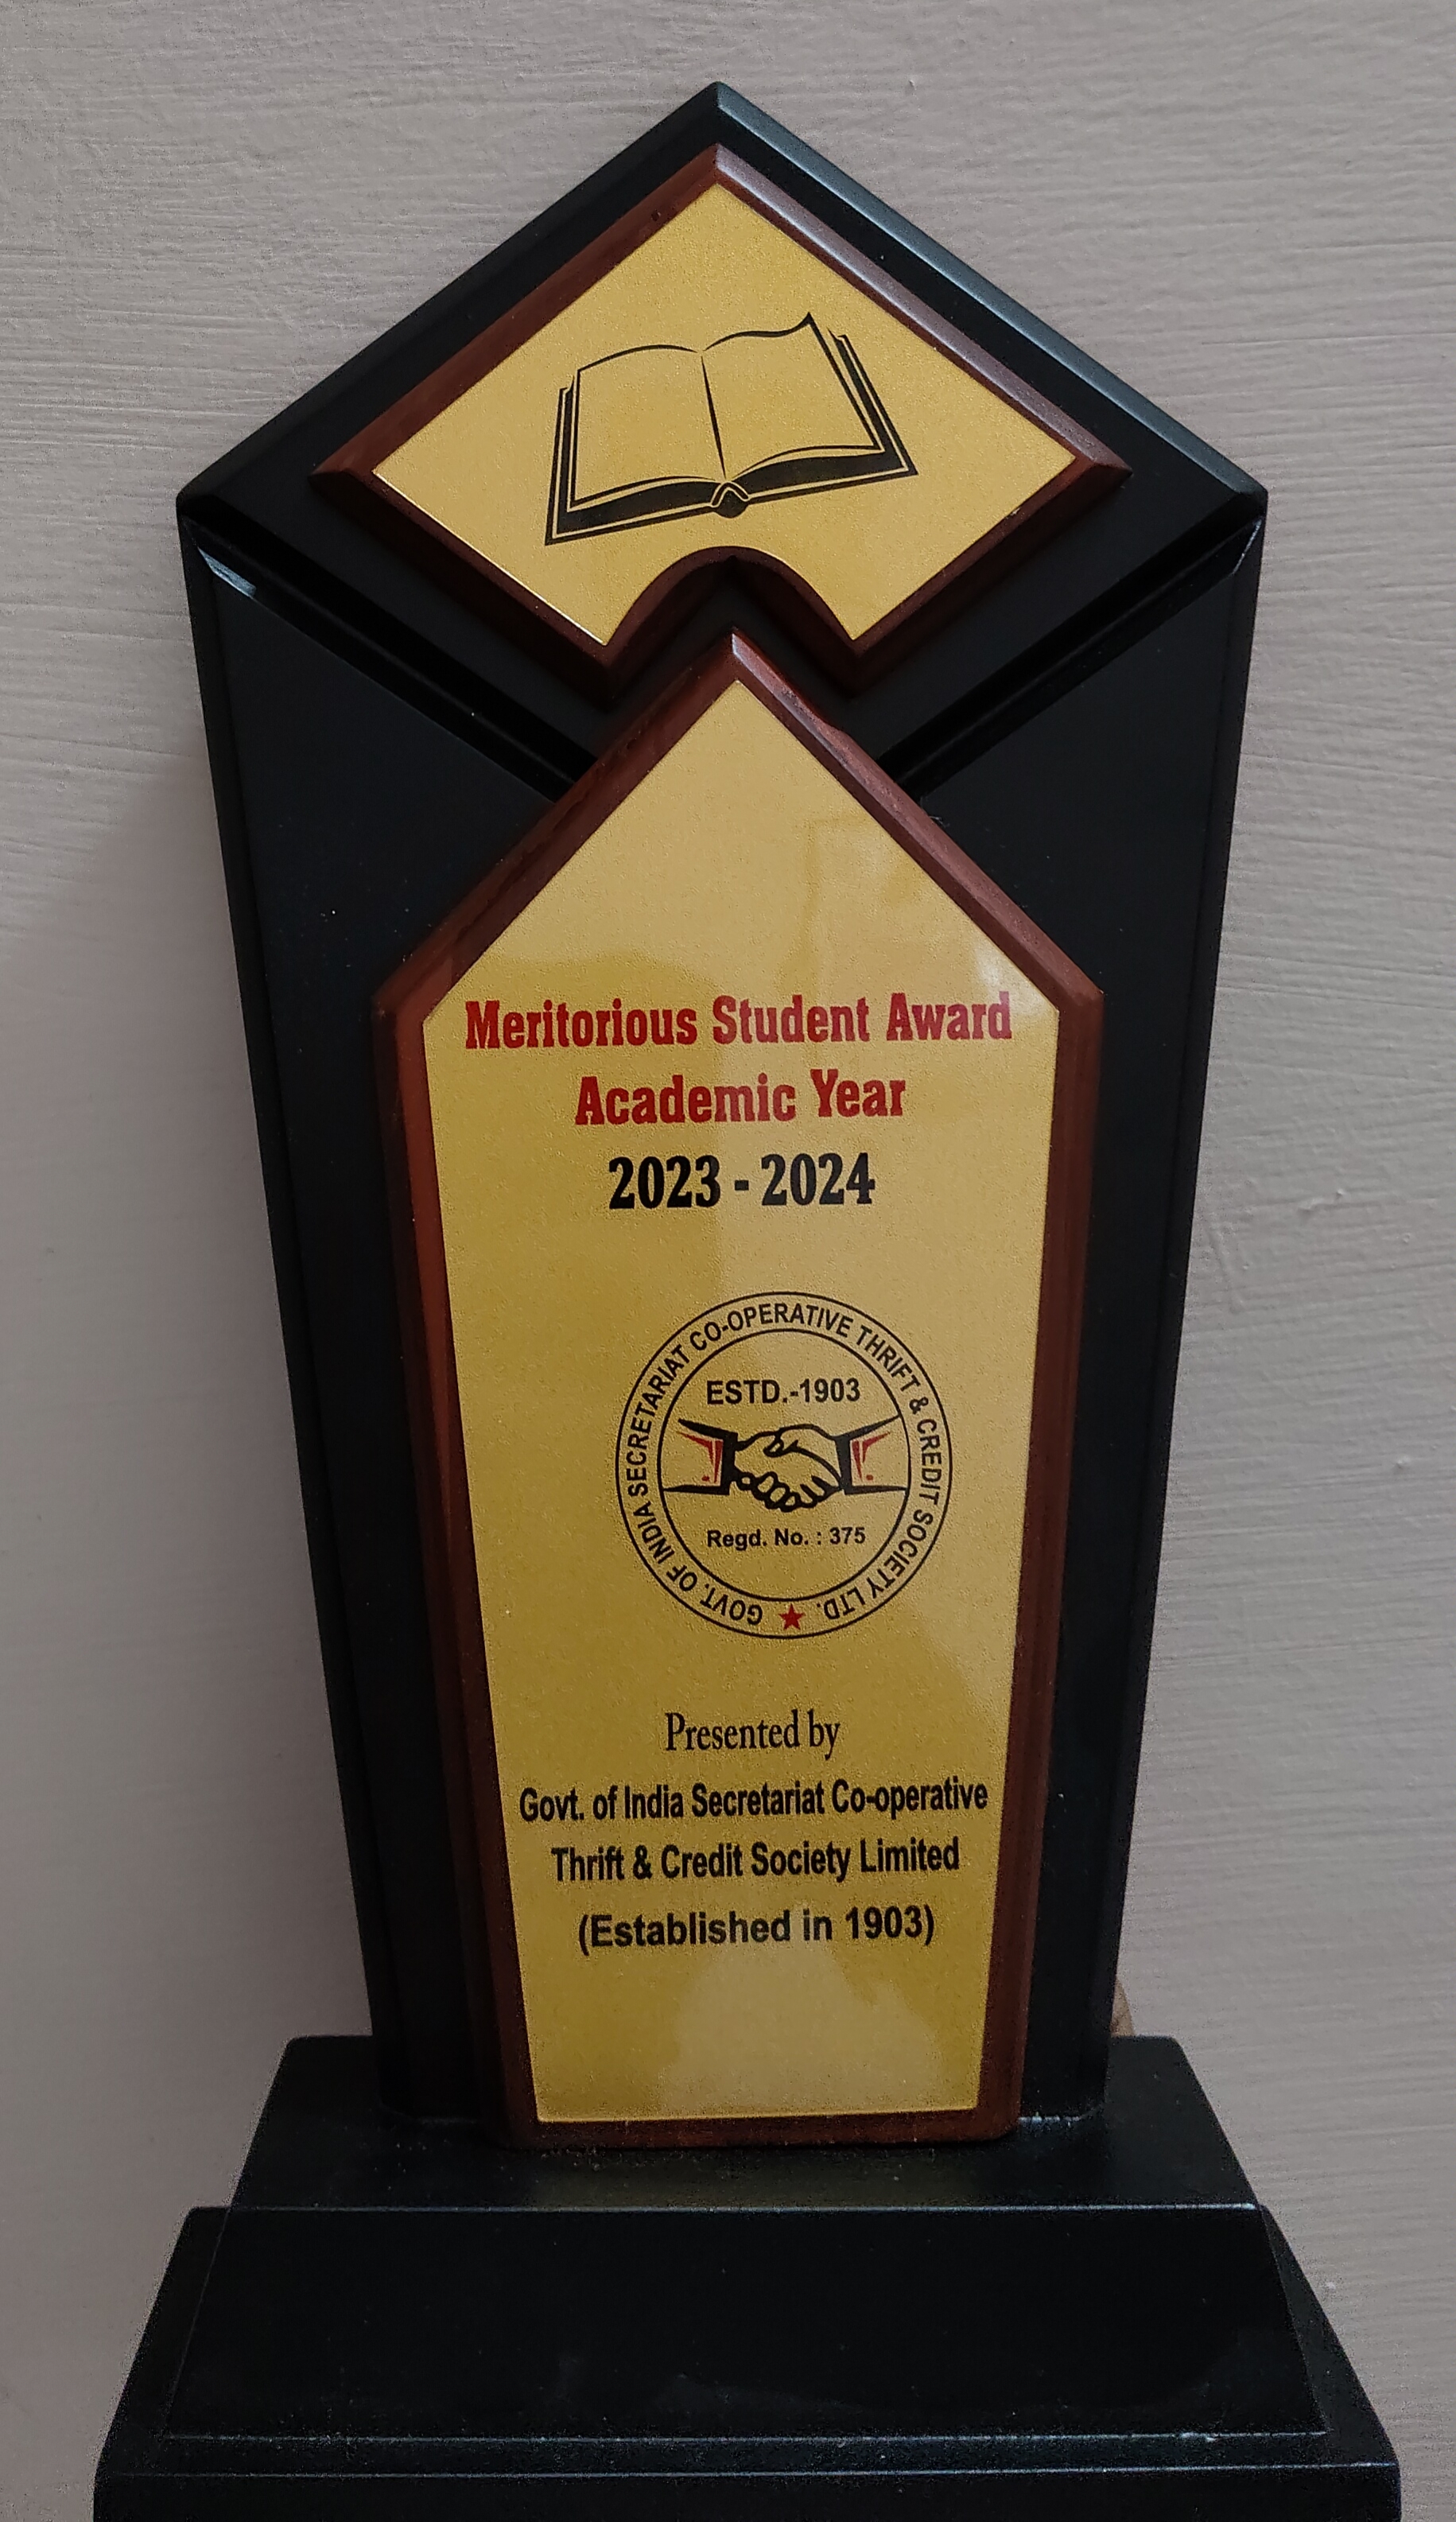 Meritorious Student Award
Academic Year
2023 - 2024
GOVT. OF INDIA SECRETARIAT CO-OPERATIVE THRIFT & CREDIT SOCIETY LTD.
ESTD.-1903
Regd. No. : 375
Presented by
Govt. of India Secretariat Co-operative
Thrift & Credit Society Limited
(Established in 1903)